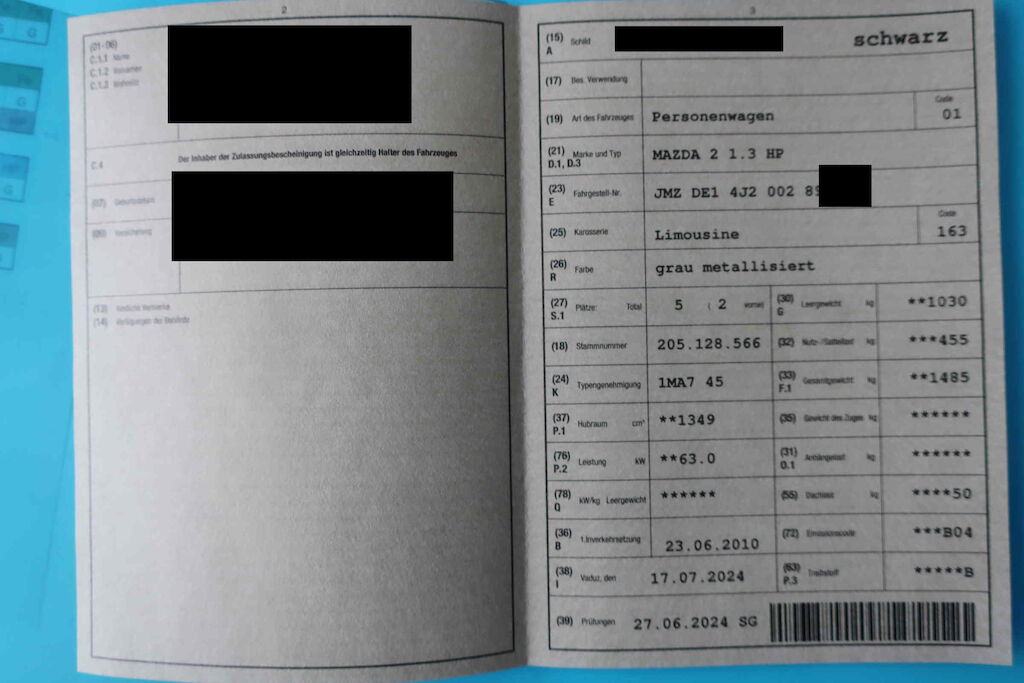 2
(01-06)
C.1.1 Name
C.1.2 Vornamen
C.1.3 Wohnsitz
C.4 Der Inhaber der Zulassungsbescheinigung ist gleichzeitig Halter des Fahrzeuges
(07) Geburtsdatum
(09) Versicherung
(13) Amtliche Vermerke
(14) Verfügungen der Behörde
3
(15) A Schild schwarz
(17) Bes. Verwendung
(19) Art des Fahrzeuges Personenwagen Code 01
(21) D.1, D.3 Marke und Typ MAZDA 2 1.3 HP
(23) E Fahrgestell-Nr. JMZ DE1 4J2 002 8
(25) Karosserie Limousine Code 163
(26) R Farbe grau metallisiert
(27) S.1 Plätze: Total 5 ( 2 vorne) (30) G Leergewicht kg **1030
(18) Stammnummer 205.128.566 (32) Nutz-/Sattellast kg ***455
(24) K Typengenehmigung 1MA7 45 (33) F.1 Gesamtgewicht kg **1485
(37) P.1 Hubraum cm³ **1349 (35) Gewicht des Zuges kg ******
(76) P.2 Leistung kW **63.0 (31) O.1 Anhängelast kg ******
(78) Q kW/kg Leergewicht ****** (55) Dachlast kg ****50
(36) B 1.Inverkehrsetzung 23.06.2010 (72) Emissionscode ***B04
(38) I Vaduz, den 17.07.2024 (63) P.3 Treibstoff *****B
(39) Prüfungen 27.06.2024 SG